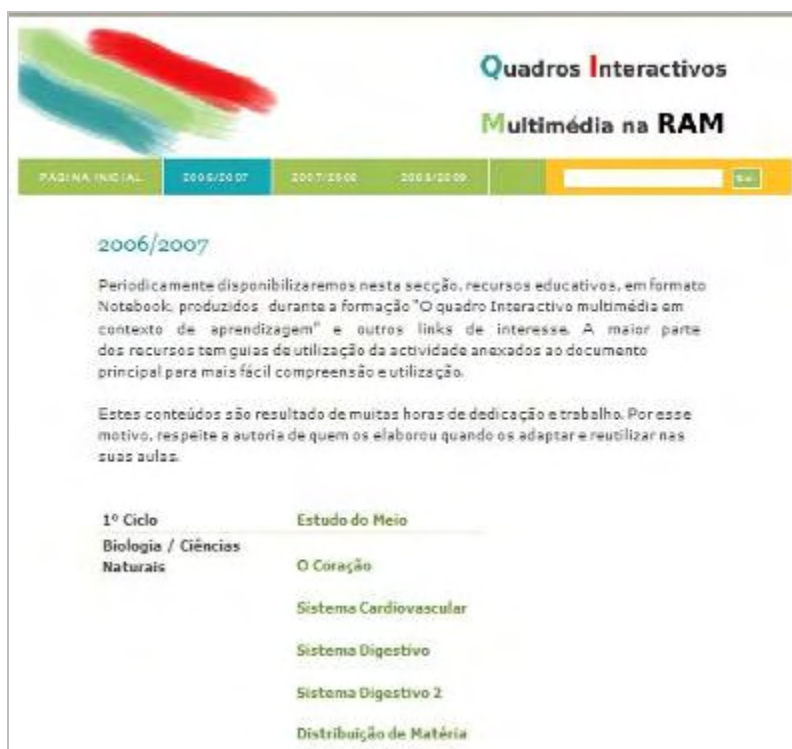 Quadros Interactivos
Multimédia na RAM
PÁGINA INICIAL 2006/2007 2007/2008 2008/2009
2006/2007
Periodicamente disponibilizaremos nesta secção, recursos educativos, em formato
Notebook, produzidos durante a formação "O quadro Interactivo multimédia em
contexto de aprendizagem" e outros links de interesse. A maior parte
dos recursos tem guias de utilização da actividade anexados ao documento
principal para mais fácil compreensão e utilização.
Estes conteúdos são resultado de muitas horas de dedicação e trabalho. Por esse
motivo, respeite a autoria de quem os elaborou quando os adaptar e reutilizar nas
suas aulas.
1º Ciclo Estudo do Meio
Biologia / Ciências
Naturais O Coração
Sistema Cardiovascular
Sistema Digestivo
Sistema Digestivo 2
Distribuição de Matéria